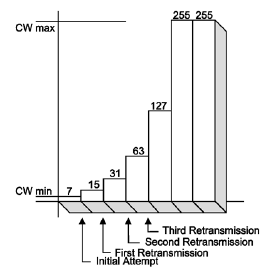 255 255
CW max
127
63
31
15
CW min 7
Third Retransmission
Second Retransmission
First Retransmission
Initial Attempt